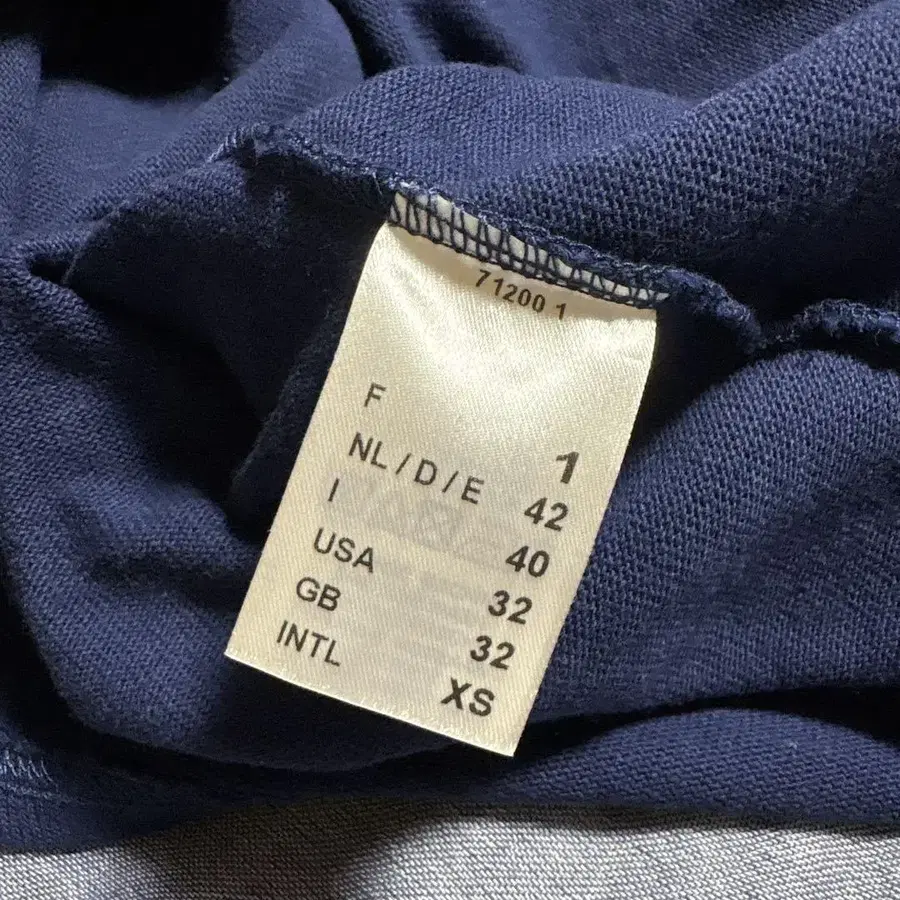 71200 1
F 1
NL / D / E 42
I 40
USA 32
GB 32
INTL XS